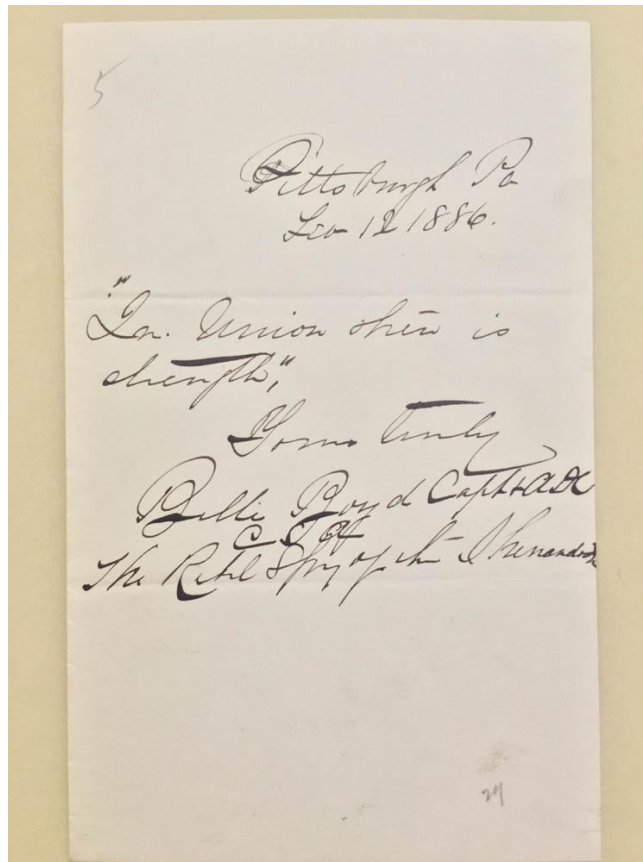 5
Pittsburgh Pa
Dec 12 1886.
"In. Union there is
strength",
Yours truly
Belle Boyd Capt & ADC
C S A
The Rebel Spy of the Shenandoah
24